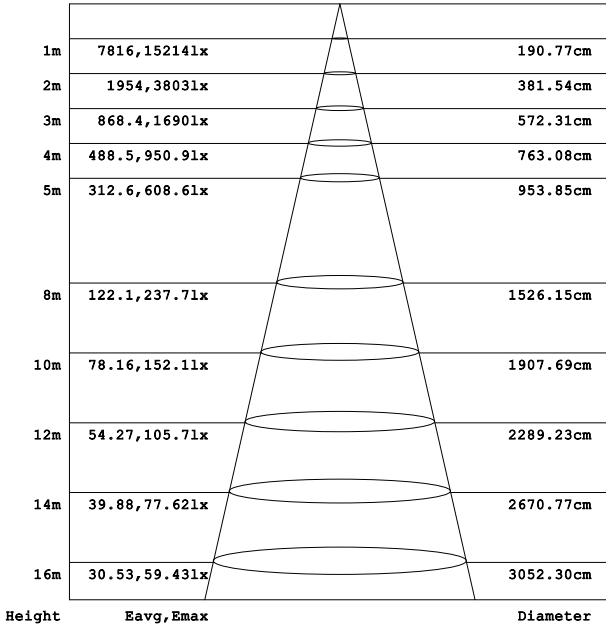 1m 7816,15214lx 190.77cm
2m 1954,3803lx 381.54cm
3m 868.4,1690lx 572.31cm
4m 488.5,950.9lx 763.08cm
5m 312.6,608.6lx 953.85cm
8m 122.1,237.7lx 1526.15cm
10m 78.16,152.1lx 1907.69cm
12m 54.27,105.7lx 2289.23cm
14m 39.88,77.62lx 2670.77cm
16m 30.53,59.43lx 3052.30cm
Height Eavg,Emax Diameter